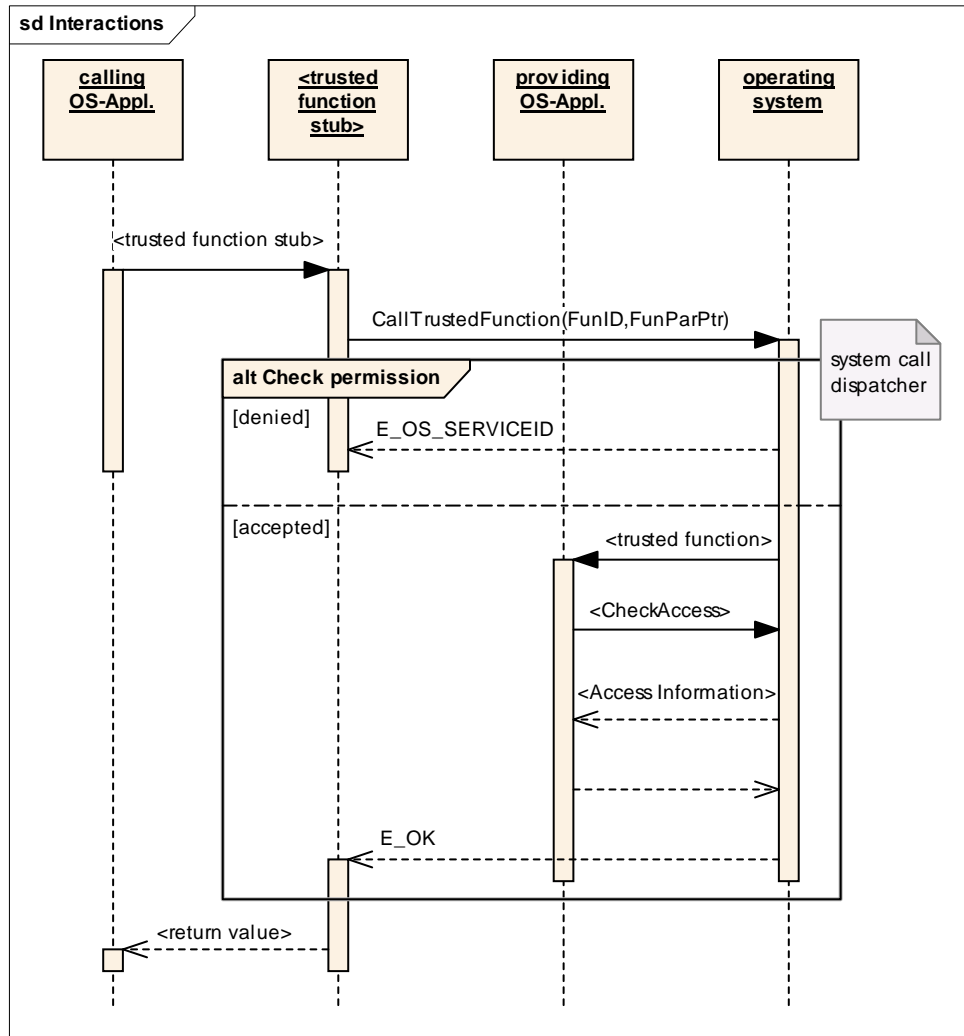 sd Interactions
calling
OS-Appl.
<trusted
function
stub>
providing
OS-Appl.
operating
system
<trusted function stub>
CallTrustedFunction(FunID,FunParPtr)
system call
dispatcher
alt Check permission
[denied]
E_OS_SERVICEID
[accepted]
<trusted function>
<CheckAccess>
<Access Information>
E_OK
<return value>